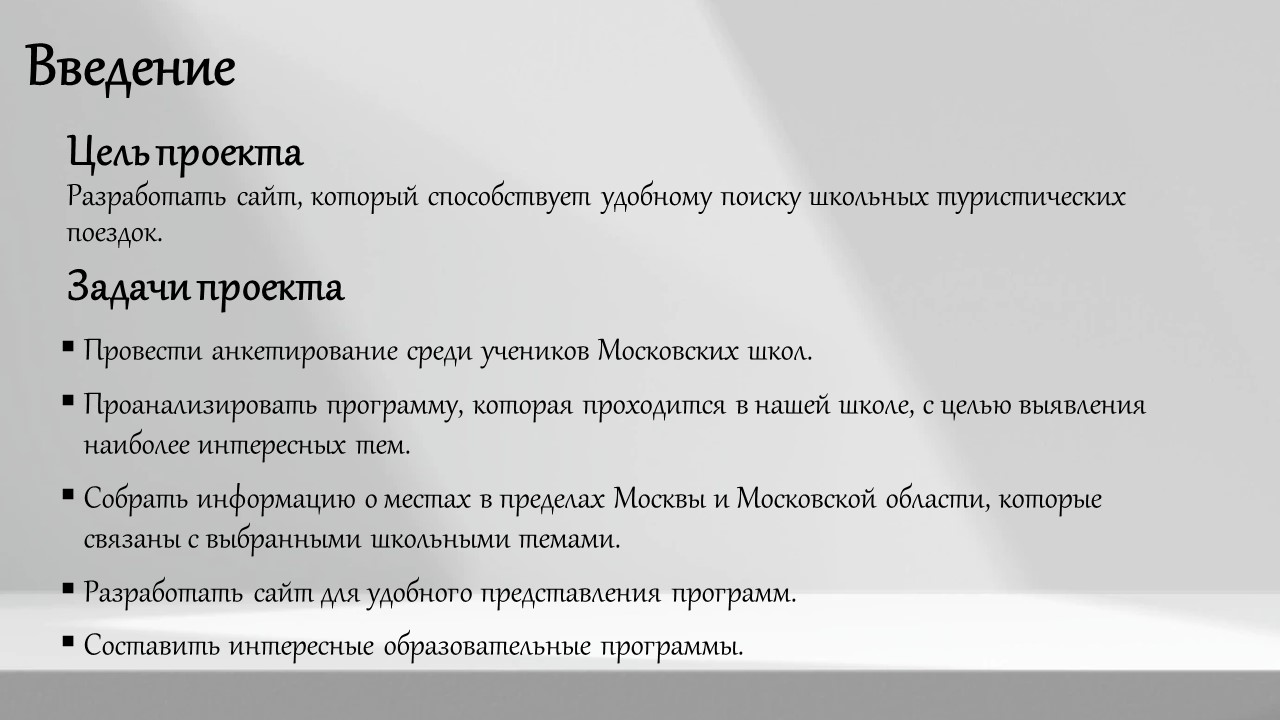 Введение
Цель проекта
Разработать сайт, который способствует удобному поиску школьных туристических
поездок.
Задачи проекта
▪ Провести анкетирование среди учеников Московских школ.
▪ Проанализировать программу, которая проходится в нашей школе, с целью выявления
наиболее интересных тем.
▪ Собрать информацию о местах в пределах Москвы и Московской области, которые
связаны с выбранными школьными темами.
▪ Разработать сайт для удобного представления программ.
▪ Составить интересные образовательные программы.